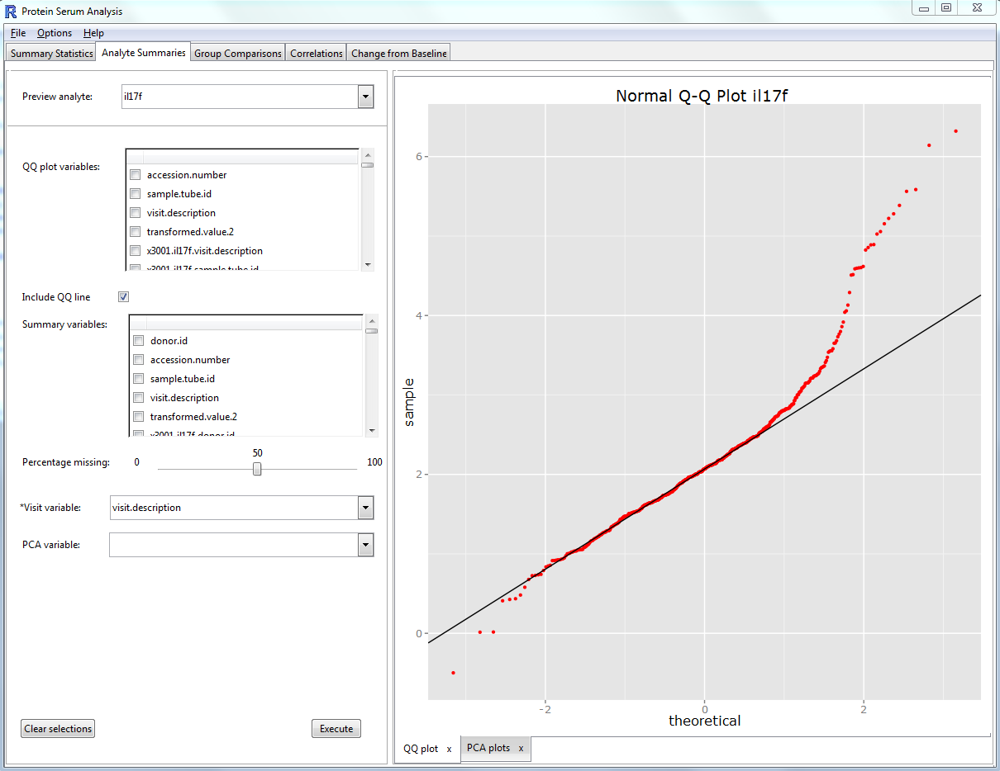 Protein Serum Analysis
File Options Help
Summary Statistics Analyte Summaries Group Comparisons Correlations Change from Baseline
Preview analyte: il17f
QQ plot variables:
accession.number
sample.tube.id
visit.description
transformed.value.2
x3001.il17f.visit.description
x3001.il17f.sample.tube.id
Include QQ line
Summary variables:
donor.id
accession.number
sample.tube.id
visit.description
transformed.value.2
x3001.il17f.donor.id
Percentage missing: 0 50 100
*Visit variable: visit.description
PCA variable:
Clear selections Execute
Normal Q-Q Plot il17f
6
4
2
0
sample
-2 0 2
theoretical
QQ plot x PCA plots x